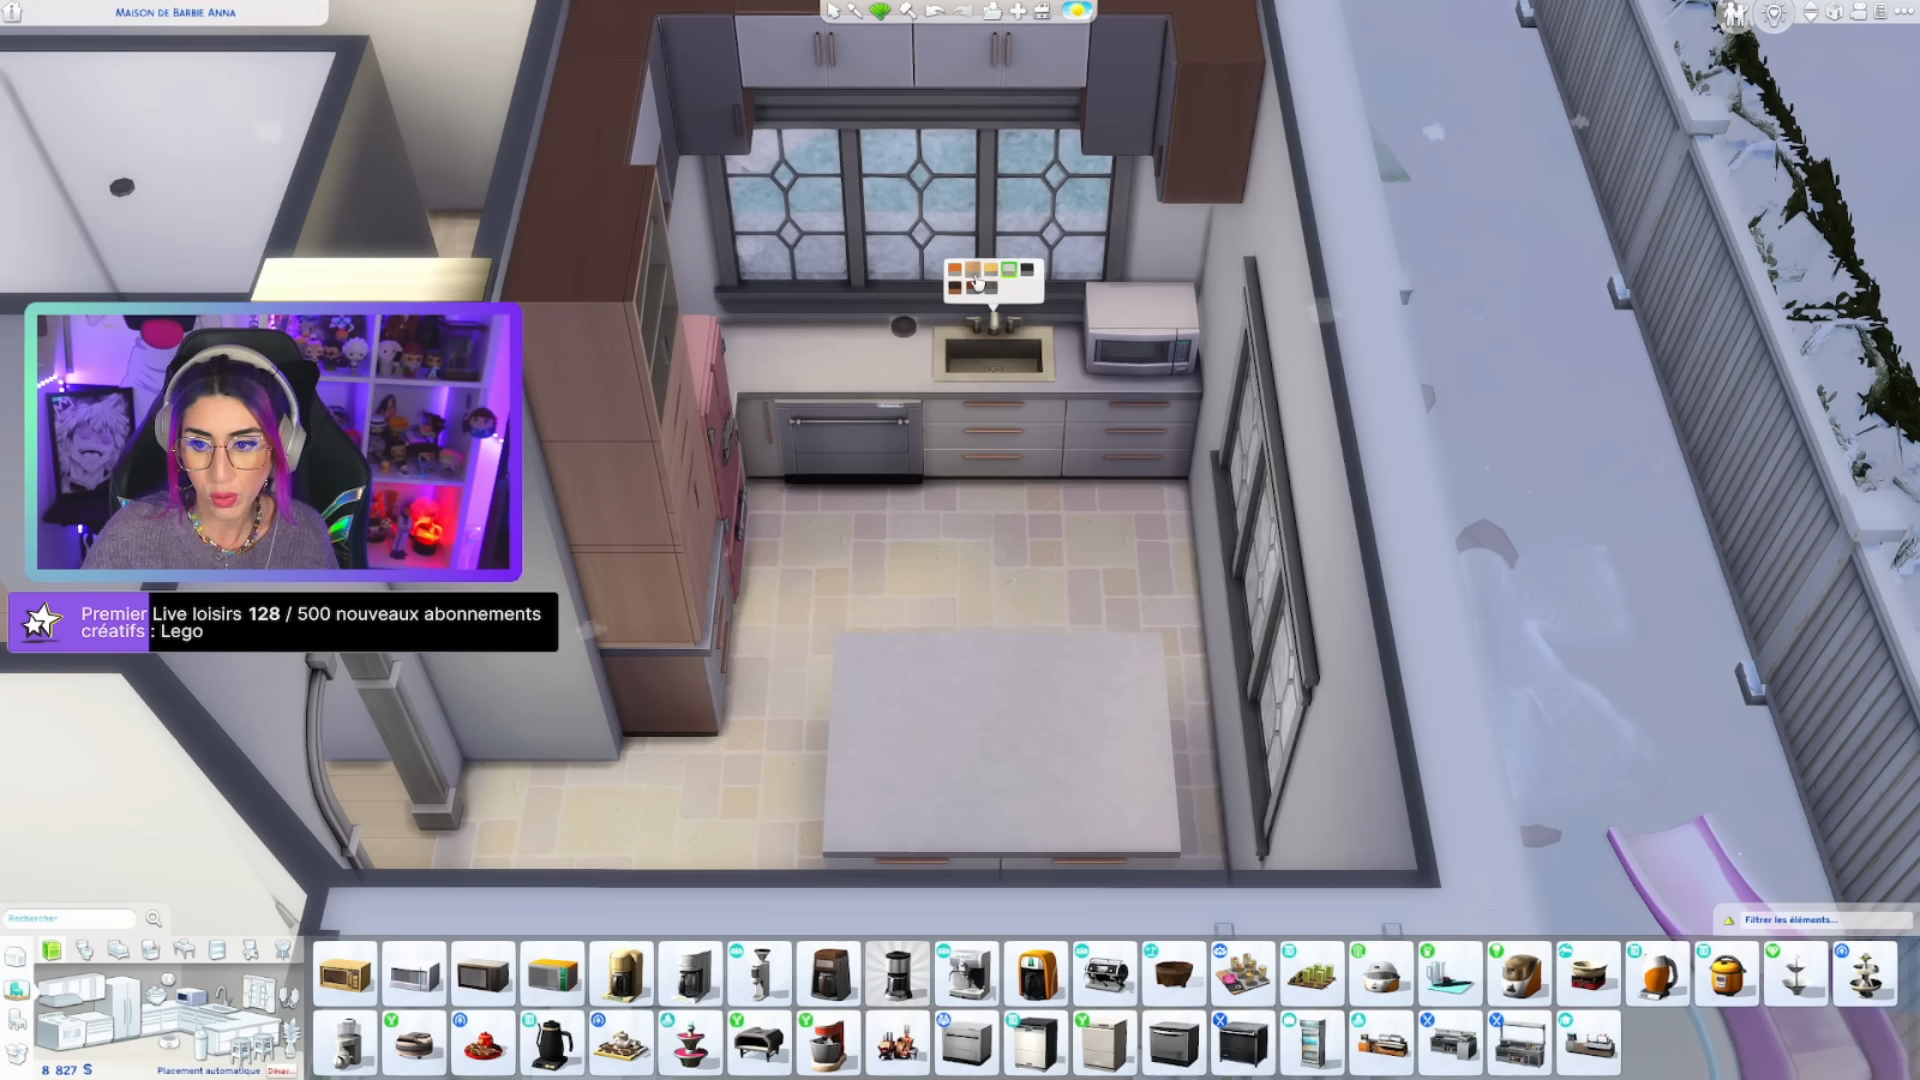 MAISON DE BARBIE ANNA
Premier Live loisirs 128 / 500 nouveaux abonnements
créatifs : Lego
Rechercher
Filtrer les éléments...
8 827 $
Placement automatique
Désac...